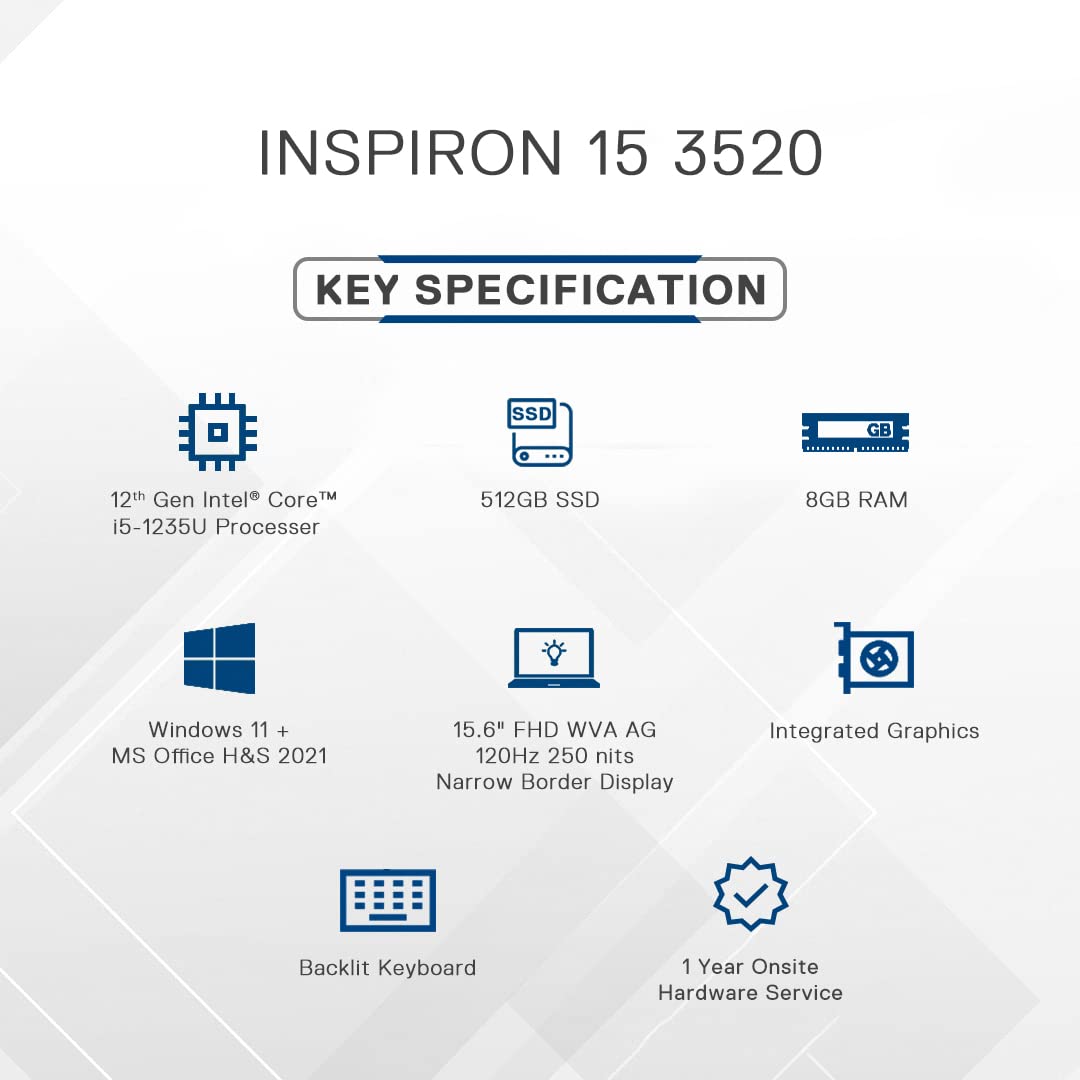 INSPIRON 15 3520
KEY SPECIFICATION
SSD
GB
12th Gen Intel® Core™
i5-1235U Processer
512GB SSD
8GB RAM
Windows 11 +
MS Office H&S 2021
15.6" FHD WVA AG
120Hz 250 nits
Narrow Border Display
Integrated Graphics
Backlit Keyboard
1 Year Onsite
Hardware Service